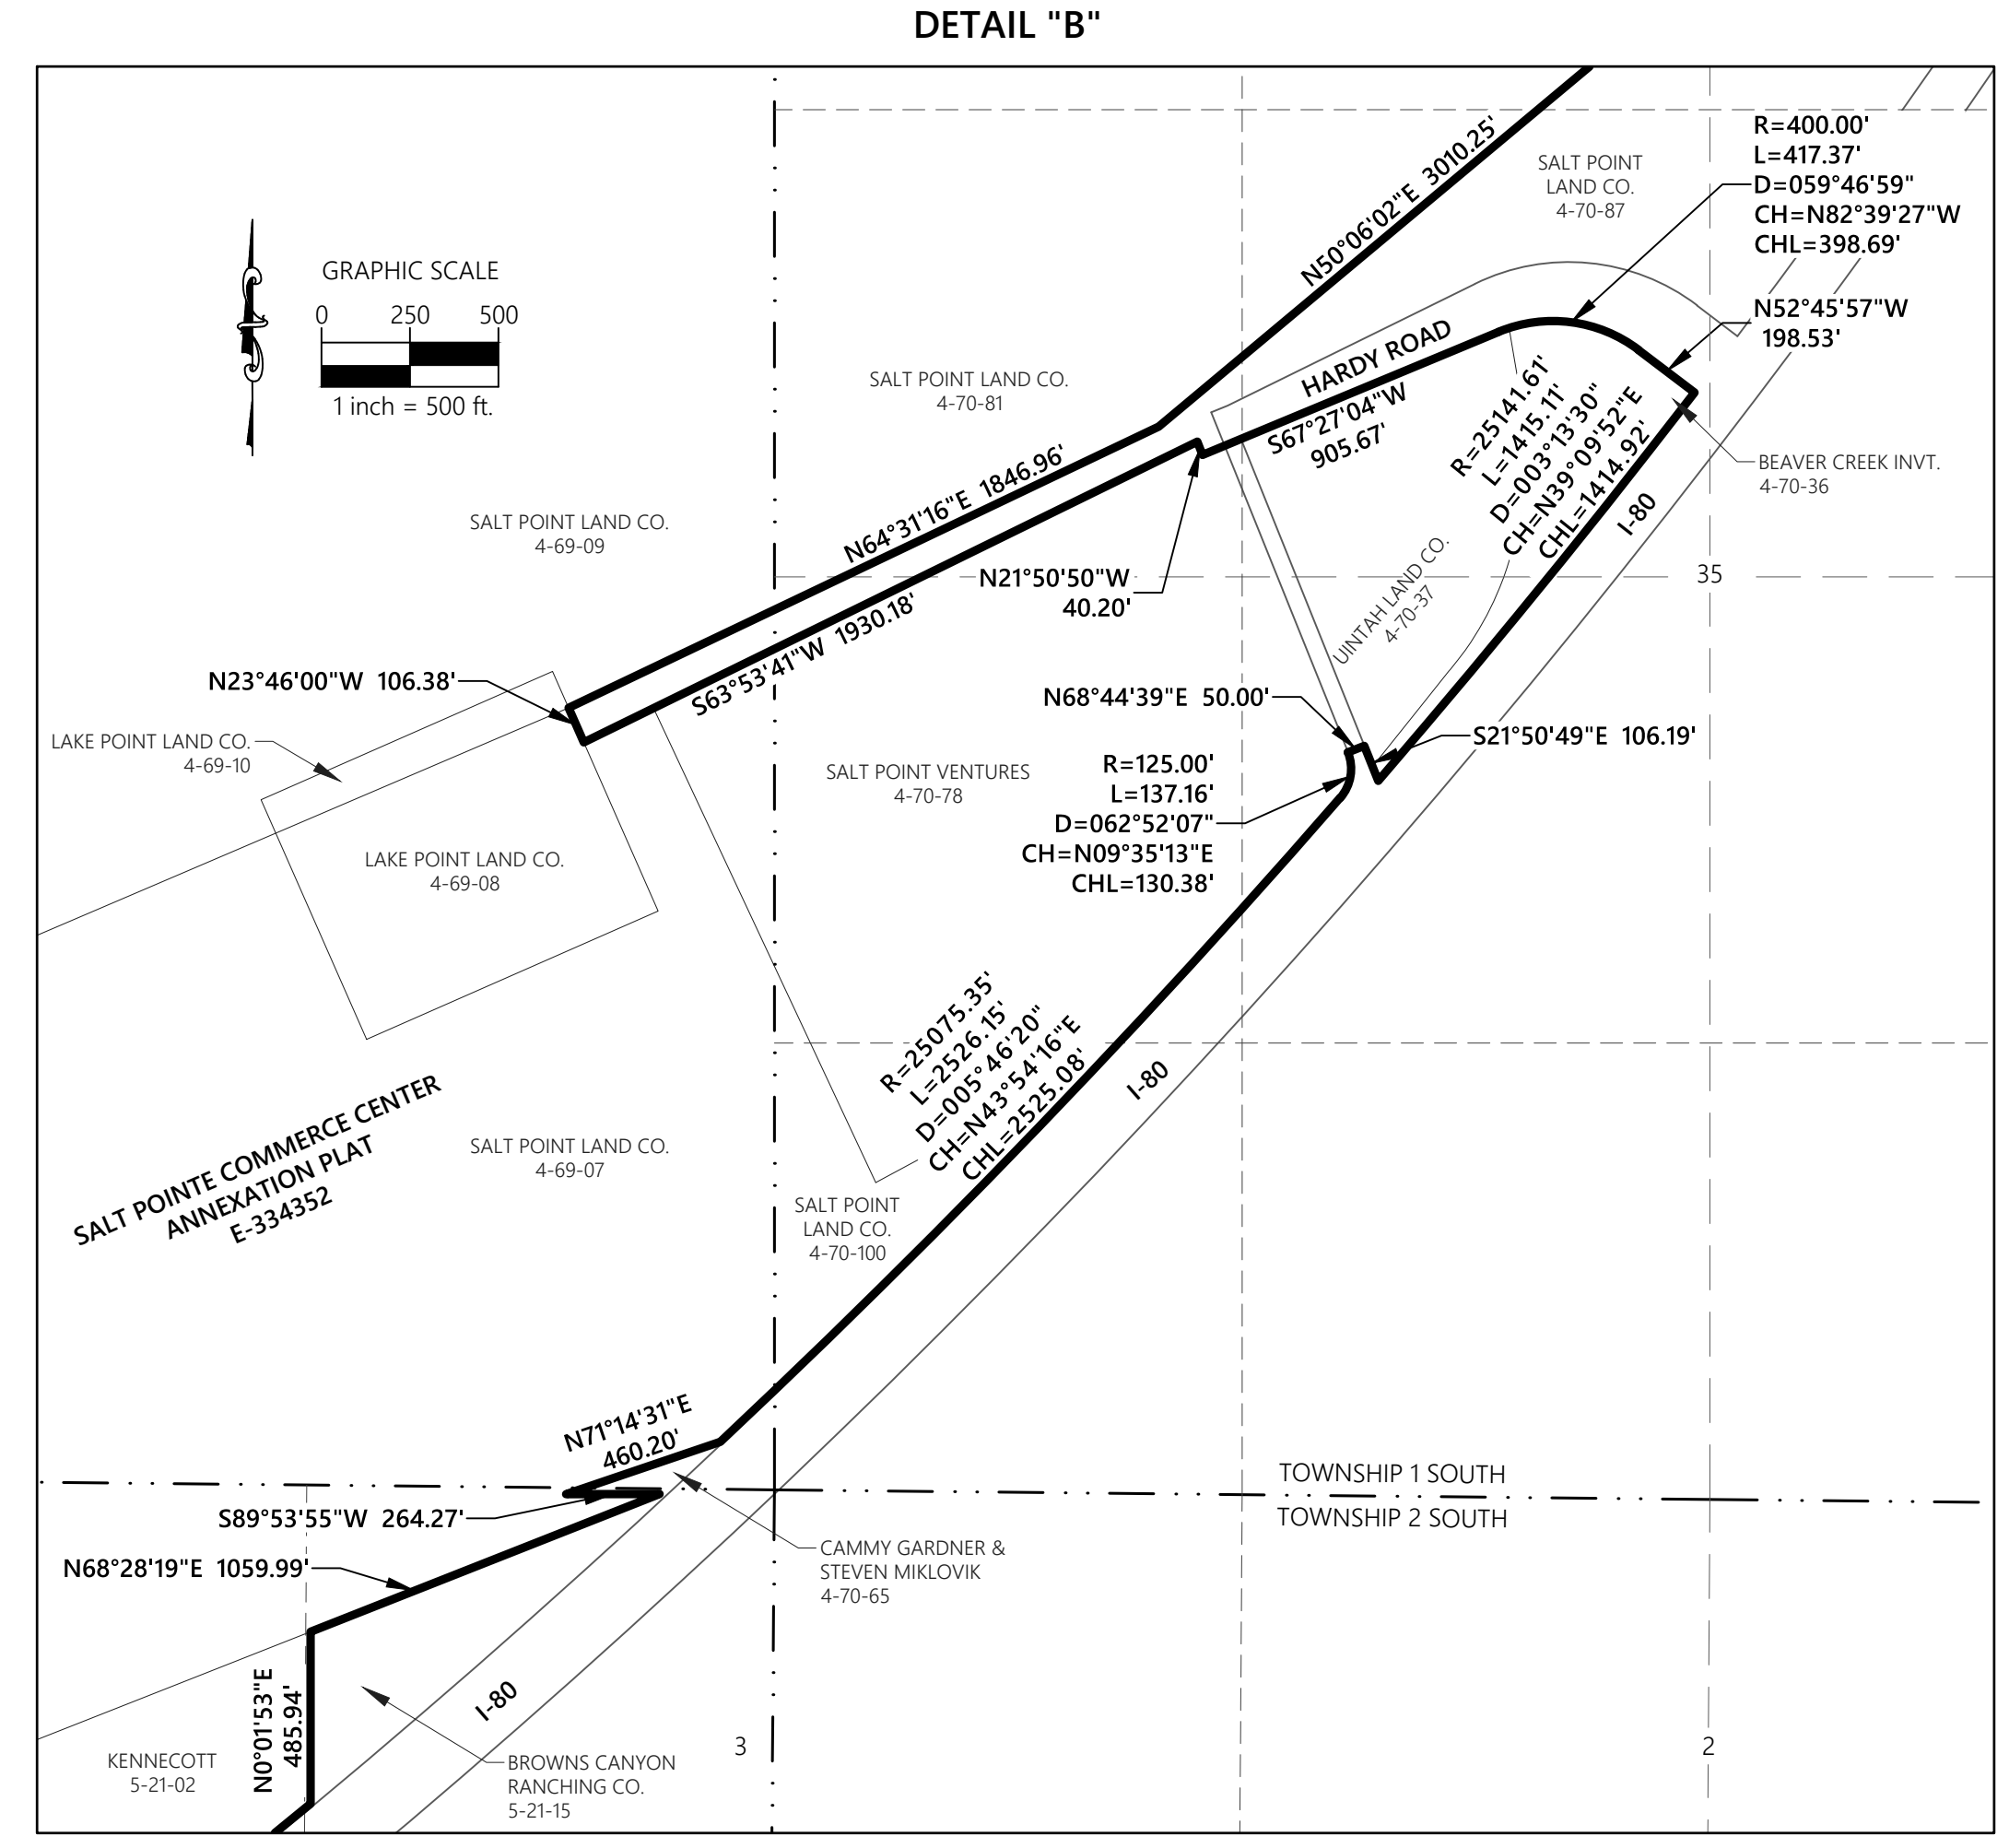 DETAIL "B"
GRAPHIC SCALE
0 250 500
1 inch = 500 ft.
N50°06'02"E 3010.25'
SALT POINT
LAND CO.
4-70-87
R=400.00'
L=417.37'
D=059°46'59"
CH=N82°39'27"W
CHL=398.69'
N52°45'57"W
198.53'
HARDY ROAD
S67°27'04"W
905.67'
R=25141.61'
L=1415.11'
D=003°13'30"
CH=N39°09'52"E
CHL=1414.92'
I-80
BEAVER CREEK INVT.
4-70-36
SALT POINT LAND CO.
4-70-81
SALT POINT LAND CO.
4-69-09
N64°31'16"E 1846.96'
N21°50'50"W
40.20'
35
UINTAH LAND CO.
4-70-37
S63°53'41"W 1930.18'
N23°46'00"W 106.38'
LAKE POINT LAND CO.
4-69-10
N68°44'39"E 50.00'
S21°50'49"E 106.19'
SALT POINT VENTURES
4-70-78
R=125.00'
L=137.16'
D=062°52'07"
CH=N09°35'13"E
CHL=130.38'
LAKE POINT LAND CO.
4-69-08
R=25075.35'
L=2526.15'
D=005°46'20"
CH=N43°54'16"E
CHL=2525.08'
I-80
SALT POINTE COMMERCE CENTER
ANNEXATION PLAT
E-334352
SALT POINT LAND CO.
4-69-07
SALT POINT
LAND CO.
4-70-100
N71°14'31"E
460.20'
TOWNSHIP 1 SOUTH
TOWNSHIP 2 SOUTH
S89°53'55"W 264.27'
N68°28'19"E 1059.99'
CAMMY GARDNER &
STEVEN MIKLOVIK
4-70-65
N0°01'53"E
485.94'
I-80
KENNECOTT
5-21-02
BROWNS CANYON
RANCHING CO.
5-21-15
3
2